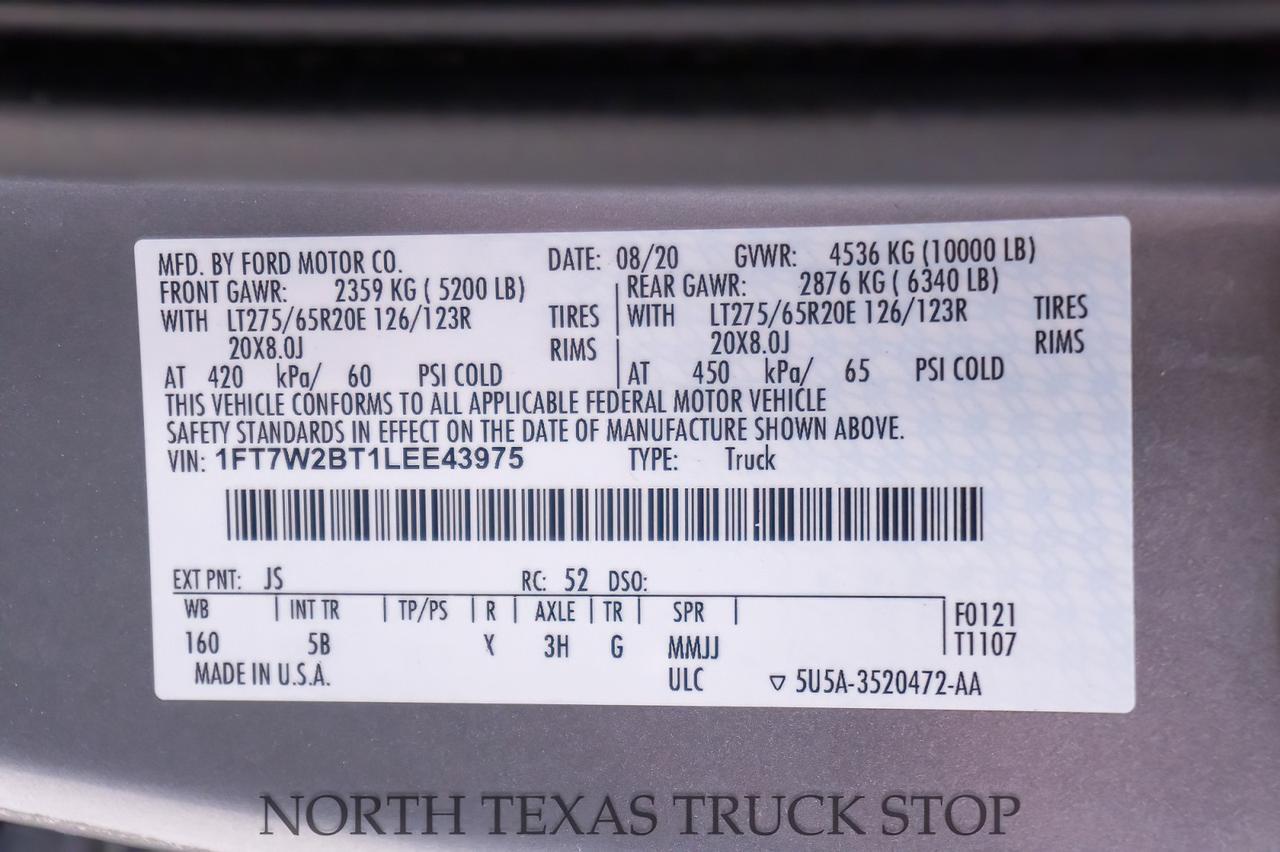 MFD. BY FORD MOTOR CO. DATE: 08/20 GVWR: 4536 KG (10000 LB)
FRONT GAWR: 2359 KG ( 5200 LB) REAR GAWR: 2876 KG ( 6340 LB)
WITH LT275/65R20E 126/123R TIRES WITH LT275/65R20E 126/123R TIRES
20X8.0J RIMS 20X8.0J RIMS
AT 420 kPa/ 60 PSI COLD AT 450 kPa/ 65 PSI COLD
THIS VEHICLE CONFORMS TO ALL APPLICABLE FEDERAL MOTOR VEHICLE
SAFETY STANDARDS IN EFFECT ON THE DATE OF MANUFACTURE SHOWN ABOVE.
VIN: 1FT7W2BT1LEE43975 TYPE: Truck
EXT PNT: JS RC: 52 DSO:
WB INT TR TP/PS R AXLE TR SPR F0121
160 5B Y 3H G MMJJ T1107
MADE IN U.S.A. ULC ▽ 5U5A-3520472-AA
NORTH TEXAS TRUCK STOP